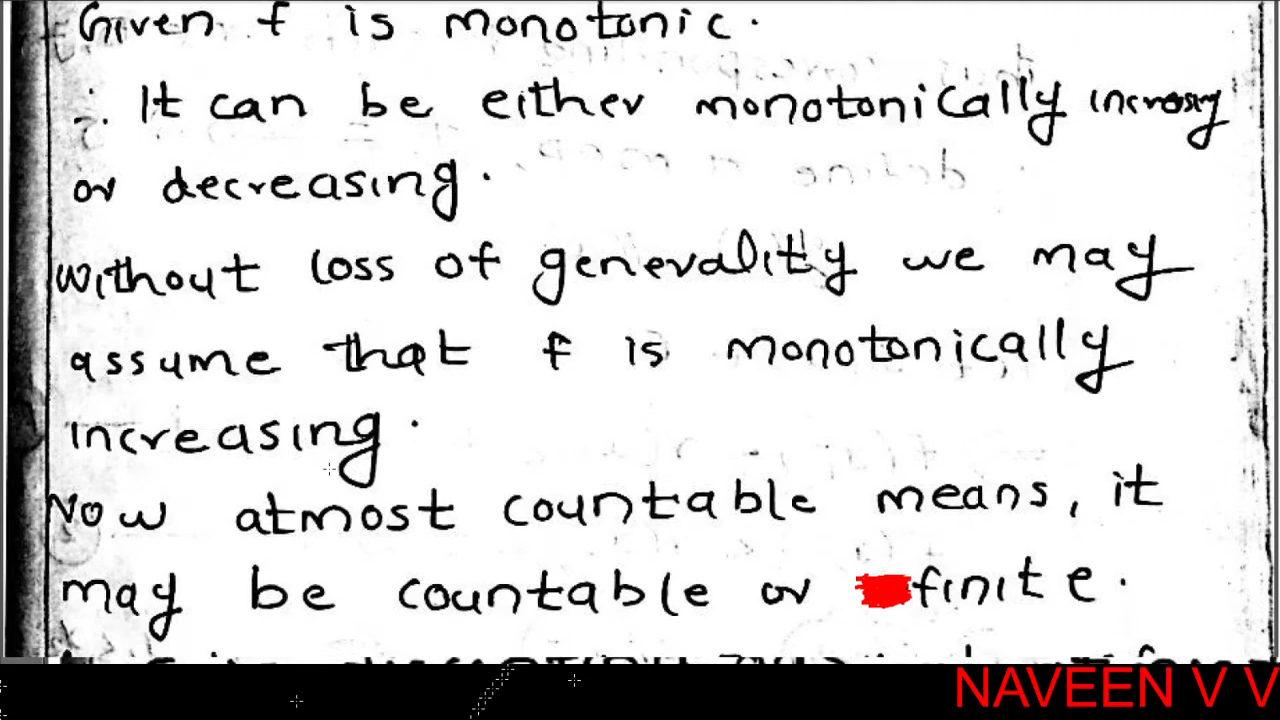 Given f is monotonic.
∴ It can be either monotonically increasing
or decreasing.
Without loss of generality we may
assume that f is monotonically
increasing.
Now atmost countable means, it
may be countable or finite.
NAVEEN V V